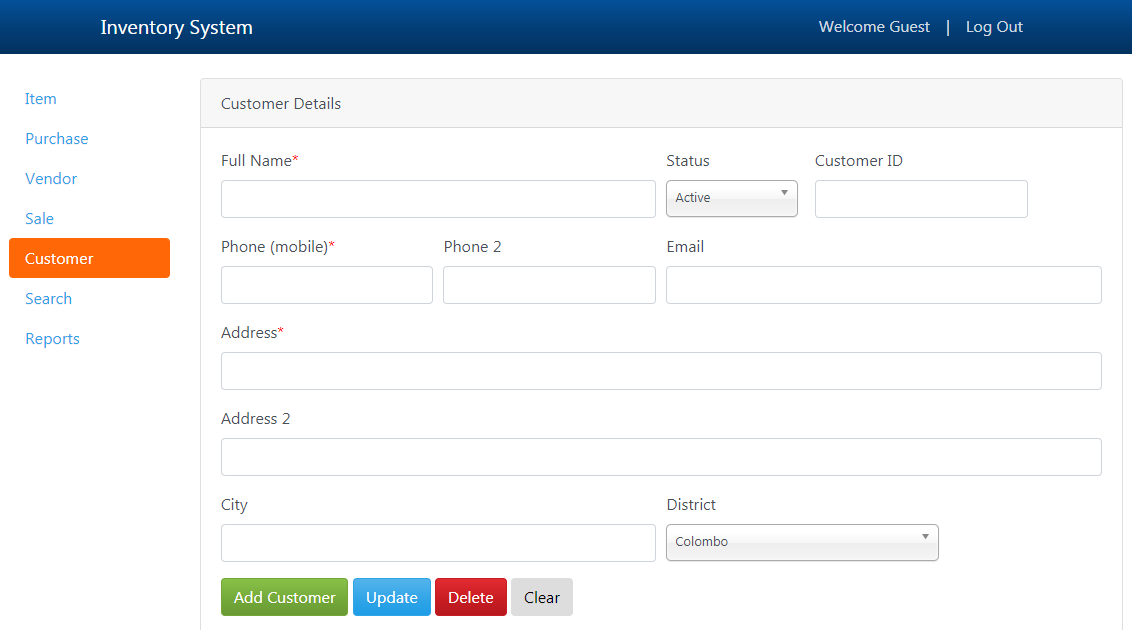 Inventory System
Welcome Guest | Log Out
Item
Purchase
Vendor
Sale
Customer
Search
Reports
Customer Details
Full Name* Status Customer ID
Active
Phone (mobile)* Phone 2 Email
Address*
Address 2
City District
Colombo
Add Customer Update Delete Clear